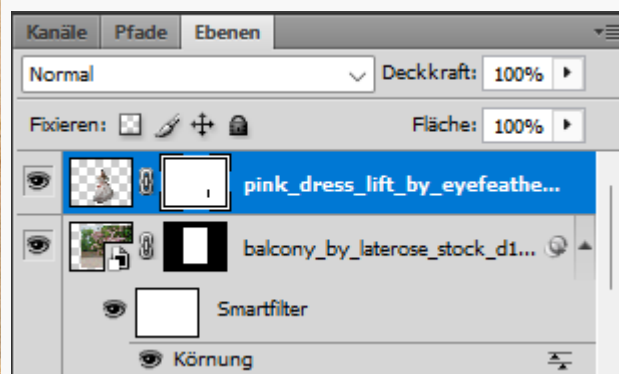 Kanäle Pfade Ebenen
Normal Deckkraft: 100%
Fixieren: Fläche: 100%
pink_dress_lift_by_eyefeathe...
balcony_by_laterose_stock_d1...
Smartfilter
Körnung